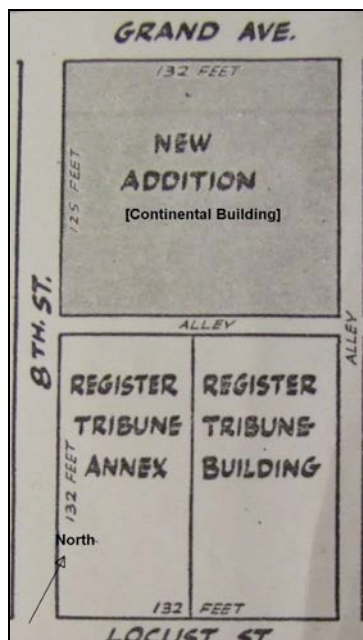 GRAND AVE.
132 FEET
NEW
ADDITION
[Continental Building]
125 FEET
ALLEY
8TH. ST.
ALLEY
REGISTER
TRIBUNE
ANNEX
REGISTER
TRIBUNE
BUILDING
132 FEET
North
132 FEET
LOCUST ST